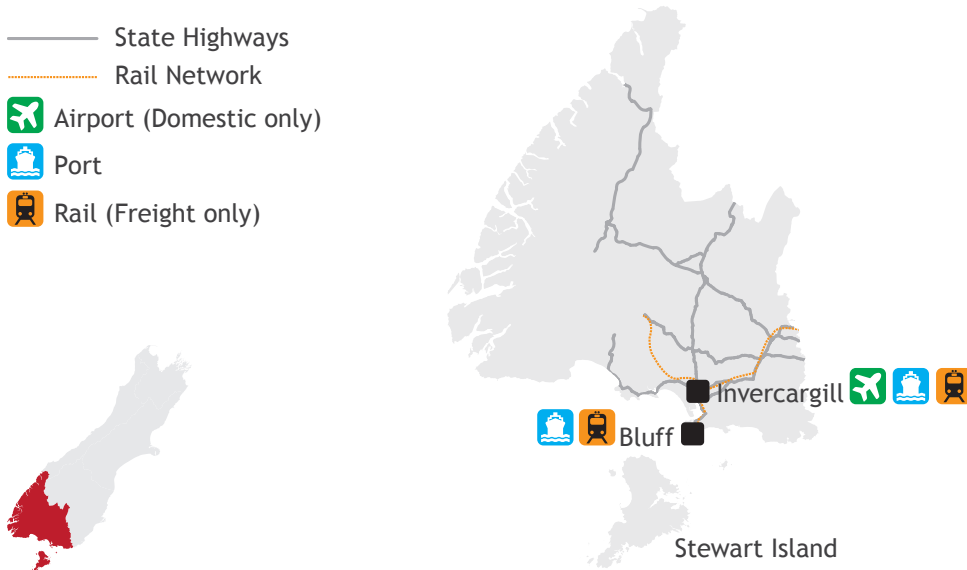 State Highways
Rail Network
Airport (Domestic only)
Port
Rail (Freight only)
Invercargill
Bluff
Stewart Island